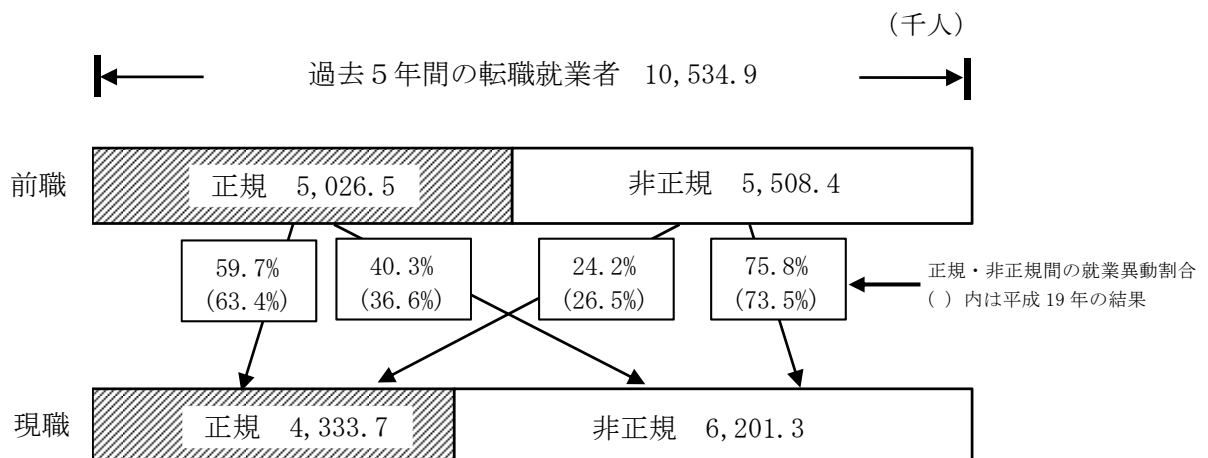 （千人）
過去５年間の転職就業者　10,534.9
前職
正規　5,026.5
非正規　5,508.4
59.7%
(63.4%)
40.3%
(36.6%)
24.2%
(26.5%)
75.8%
(73.5%)
正規・非正規間の就業異動割合
( ) 内は平成 19 年の結果
現職
正規　4,333.7
非正規　6,201.3